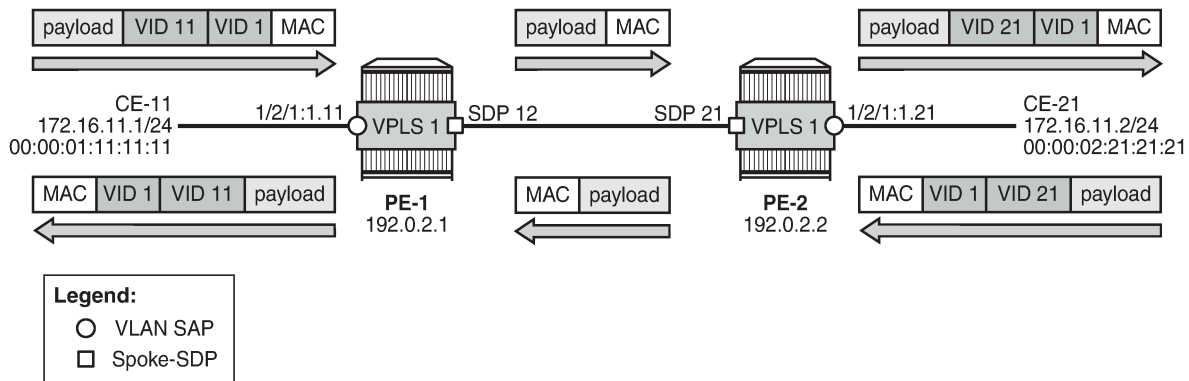 payload VID 11 VID 1 MAC
payload MAC
payload VID 21 VID 1 MAC
CE-11
172.16.11.1/24
00:00:01:11:11:11
1/2/1:1.11
VPLS 1
SDP 12
SDP 21
VPLS 1
1/2/1:1.21
CE-21
172.16.11.2/24
00:00:02:21:21:21
MAC VID 1 VID 11 payload
PE-1
192.0.2.1
MAC payload
PE-2
192.0.2.2
MAC VID 1 VID 21 payload
Legend:
VLAN SAP
Spoke-SDP